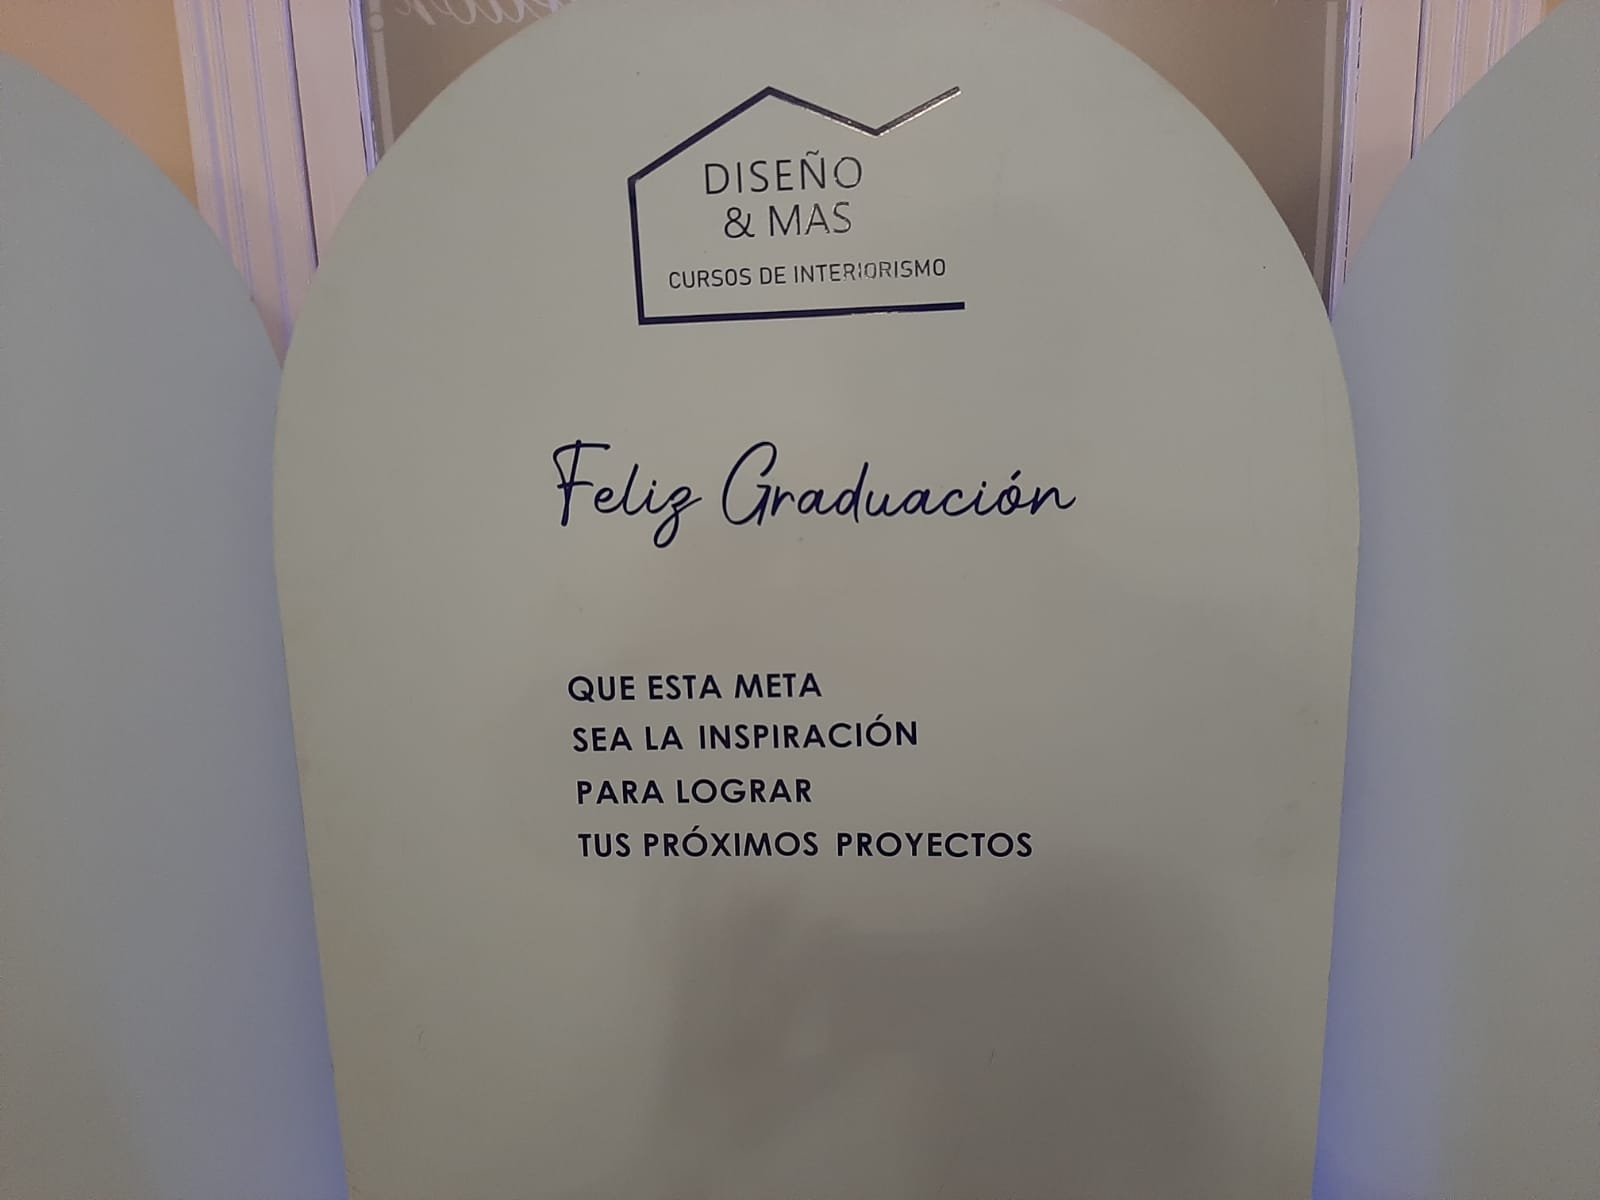 DISEÑO
& MAS
CURSOS DE INTERIORISMO
Feliz Graduación
QUE ESTA META
SEA LA INSPIRACIÓN
PARA LOGRAR
TUS PRÓXIMOS PROYECTOS